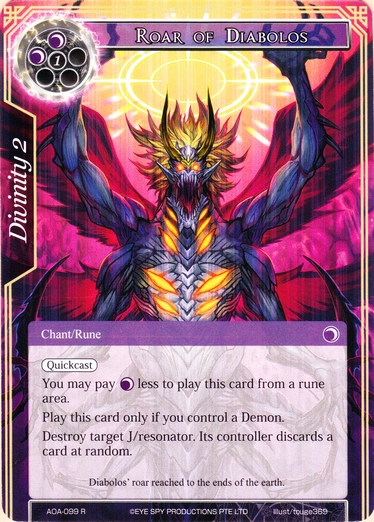 Roar of Diabolos
1
Divinity 2
Chant/Rune
Quickcast
You may pay less to play this card from a rune
area.
Play this card only if you control a Demon.
Destroy target J/resonator. Its controller discards a
card at random.
Diabolos' roar reached to the ends of the earth.
AOA-099 R ©EYE SPY PRODUCTIONS PTE LTD Illust/touge369